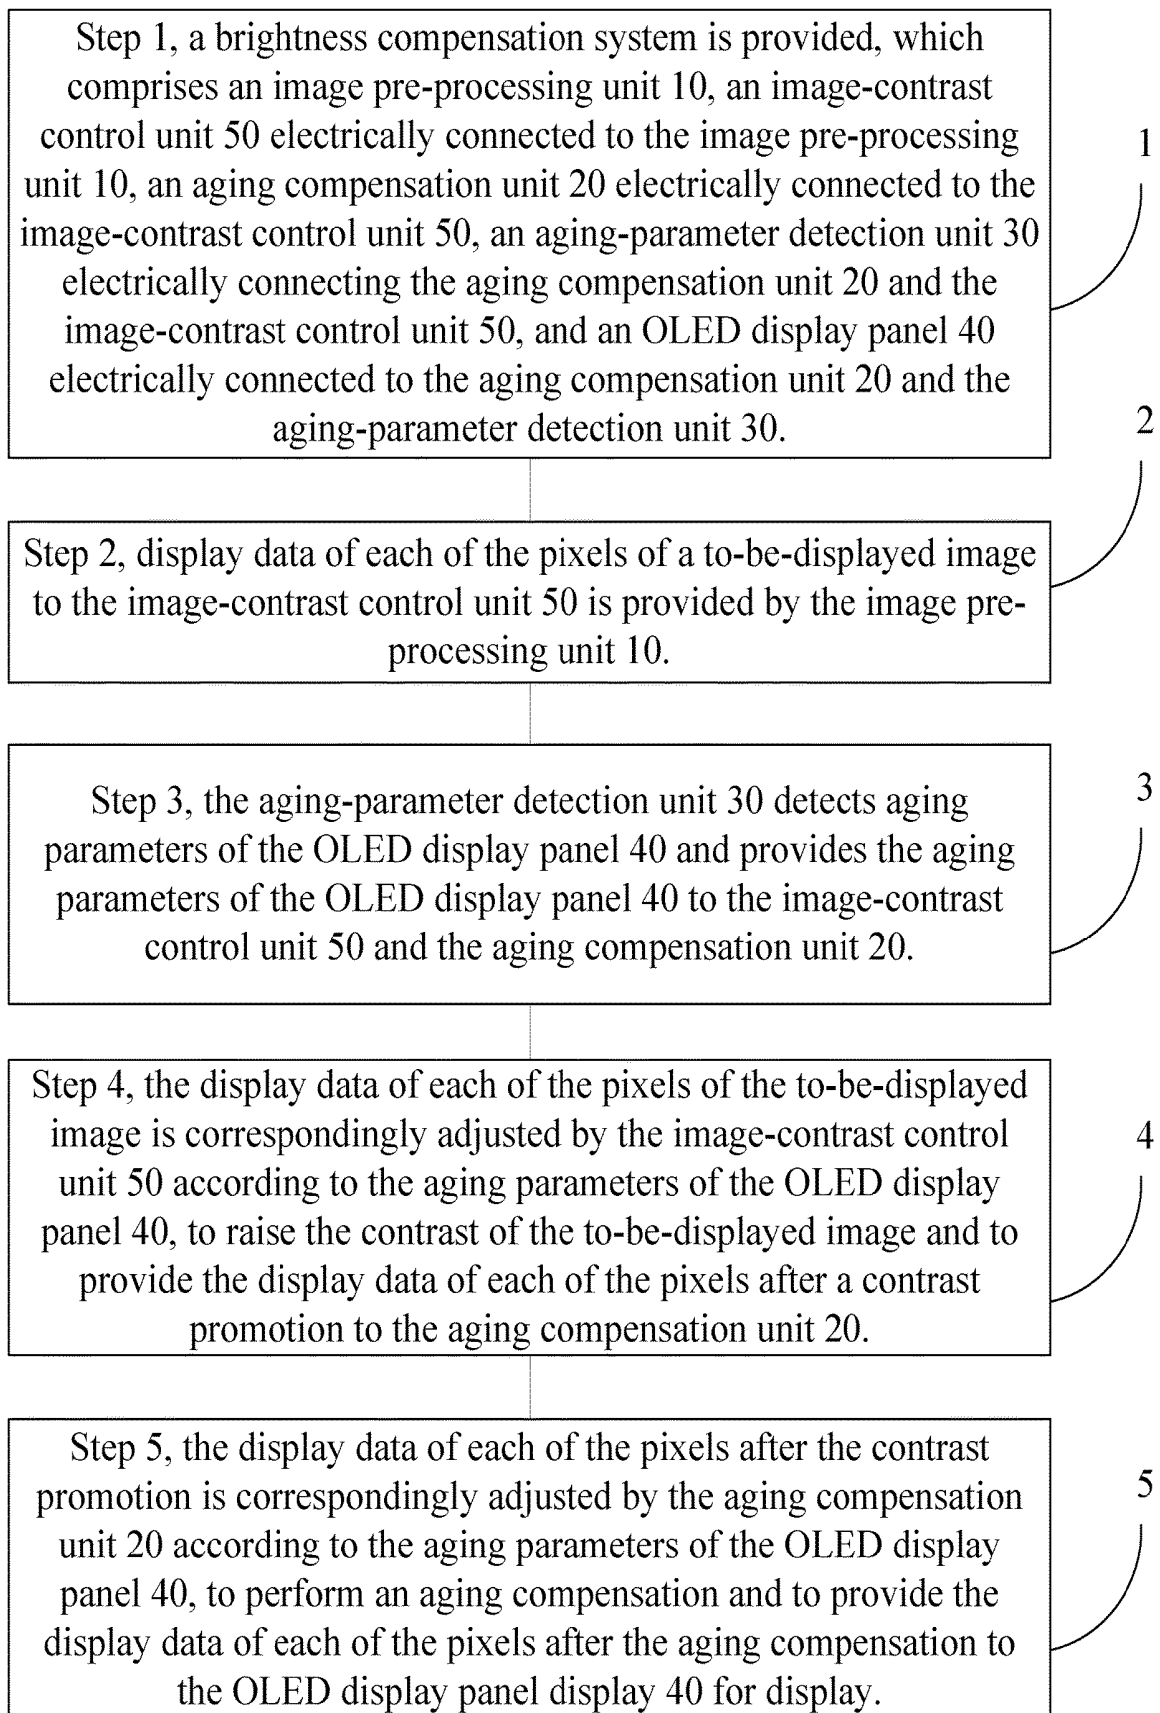 Step 1, a brightness compensation system is provided, which
comprises an image pre-processing unit 10, an image-contrast
control unit 50 electrically connected to the image pre-processing
unit 10, an aging compensation unit 20 electrically connected to the
image-contrast control unit 50, an aging-parameter detection unit 30
electrically connecting the aging compensation unit 20 and the
image-contrast control unit 50, and an OLED display panel 40
electrically connected to the aging compensation unit 20 and the
aging-parameter detection unit 30.
1
Step 2, display data of each of the pixels of a to-be-displayed image
to the image-contrast control unit 50 is provided by the image pre-
processing unit 10.
2
Step 3, the aging-parameter detection unit 30 detects aging
parameters of the OLED display panel 40 and provides the aging
parameters of the OLED display panel 40 to the image-contrast
control unit 50 and the aging compensation unit 20.
3
Step 4, the display data of each of the pixels of the to-be-displayed
image is correspondingly adjusted by the image-contrast control
unit 50 according to the aging parameters of the OLED display
panel 40, to raise the contrast of the to-be-displayed image and to
provide the display data of each of the pixels after a contrast
promotion to the aging compensation unit 20.
4
Step 5, the display data of each of the pixels after the contrast
promotion is correspondingly adjusted by the aging compensation
unit 20 according to the aging parameters of the OLED display
panel 40, to perform an aging compensation and to provide the
display data of each of the pixels after the aging compensation to
the OLED display panel display 40 for display.
5